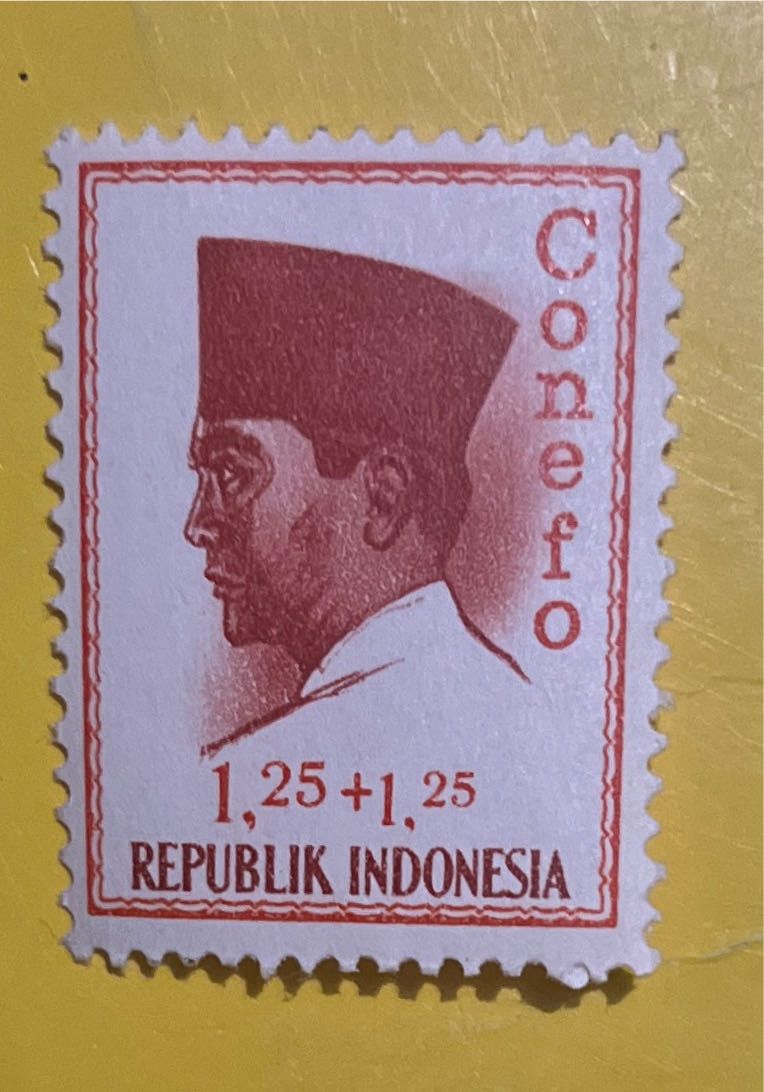 Conefo
1,25+1,25
REPUBLIK INDONESIA